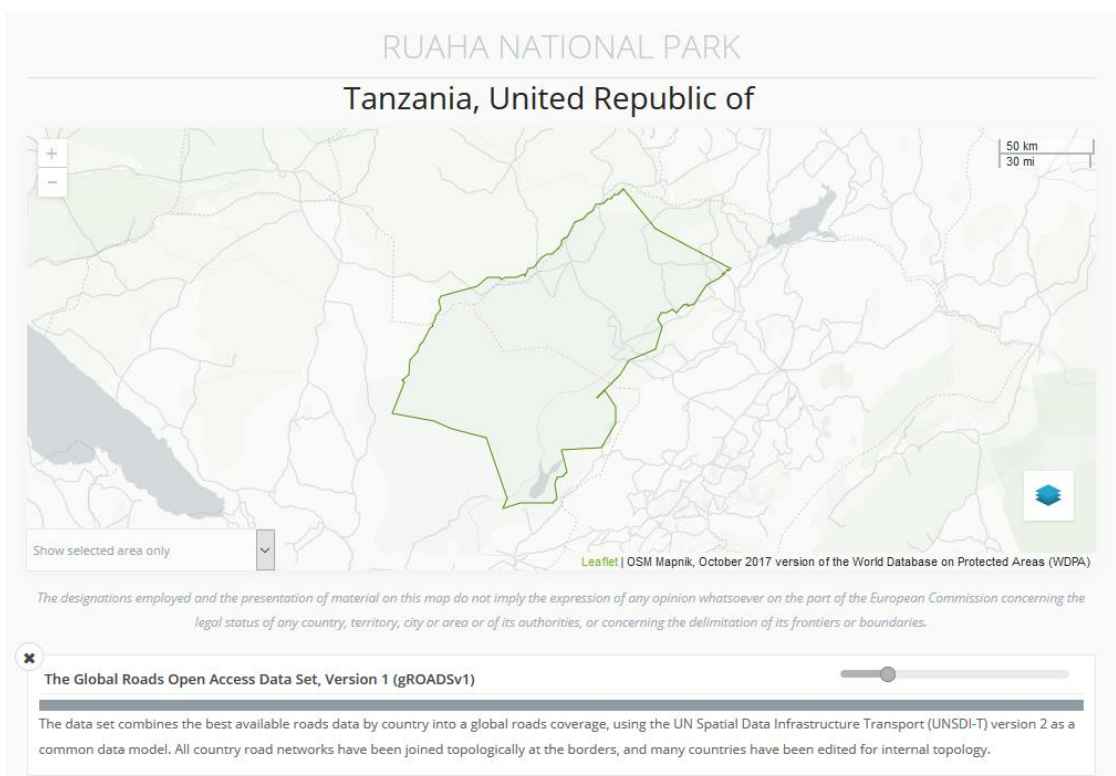 RUAHA NATIONAL PARK
Tanzania, United Republic of
+
−
50 km
30 mi
Show selected area only
Leaflet | OSM Mapnik, October 2017 version of the World Database on Protected Areas (WDPA)
The designations employed and the presentation of material on this map do not imply the expression of any opinion whatsoever on the part of the European Commission concerning the
legal status of any country, territory, city or area or of its authorities, or concerning the delimitation of its frontiers or boundaries.
The Global Roads Open Access Data Set, Version 1 (gROADSv1)
The data set combines the best available roads data by country into a global roads coverage, using the UN Spatial Data Infrastructure Transport (UNSDI-T) version 2 as a
common data model. All country road networks have been joined topologically at the borders, and many countries have been edited for internal topology.